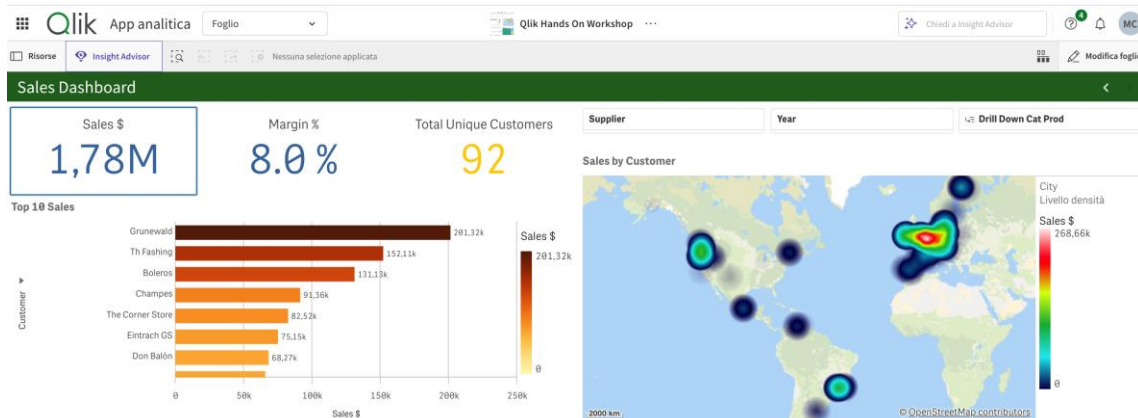 Qlik App analitica Foglio Qlik Hands On Workshop ... Chiedi a Insight Advisor 4 MC
Risorse Insight Advisor Nessuna selezione applicata Modifica foglio
Sales Dashboard
Sales $ Margin % Total Unique Customers
1,78M 8.0 % 92
Supplier Year Drill Down Cat Prod
Sales by Customer
Top 10 Sales
Customer
Grunewald 201,32k
Th Fashing 152,11k
Boleros 131,13k
Champes 91,36k
The Corner Store 82,52k
Eintrach GS 75,15k
Don Balón 68,27k
0 50k 100k 150k 200k 250k
Sales $
Sales $
201,32k
0
City
Livello densità
Sales $
268,66k
0
2000 km
© OpenStreetMap contributors